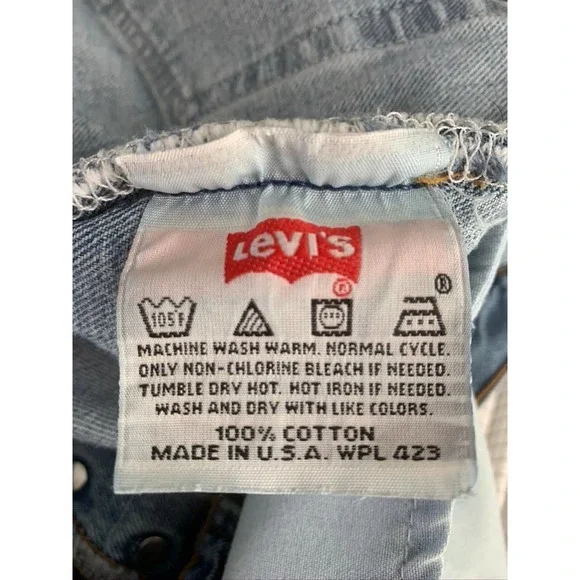 Levi's
®
®
105°F
MACHINE WASH WARM. NORMAL CYCLE.
ONLY NON-CHLORINE BLEACH IF NEEDED.
TUMBLE DRY HOT. HOT IRON IF NEEDED.
WASH AND DRY WITH LIKE COLORS.
100% COTTON
MADE IN U.S.A. WPL 423